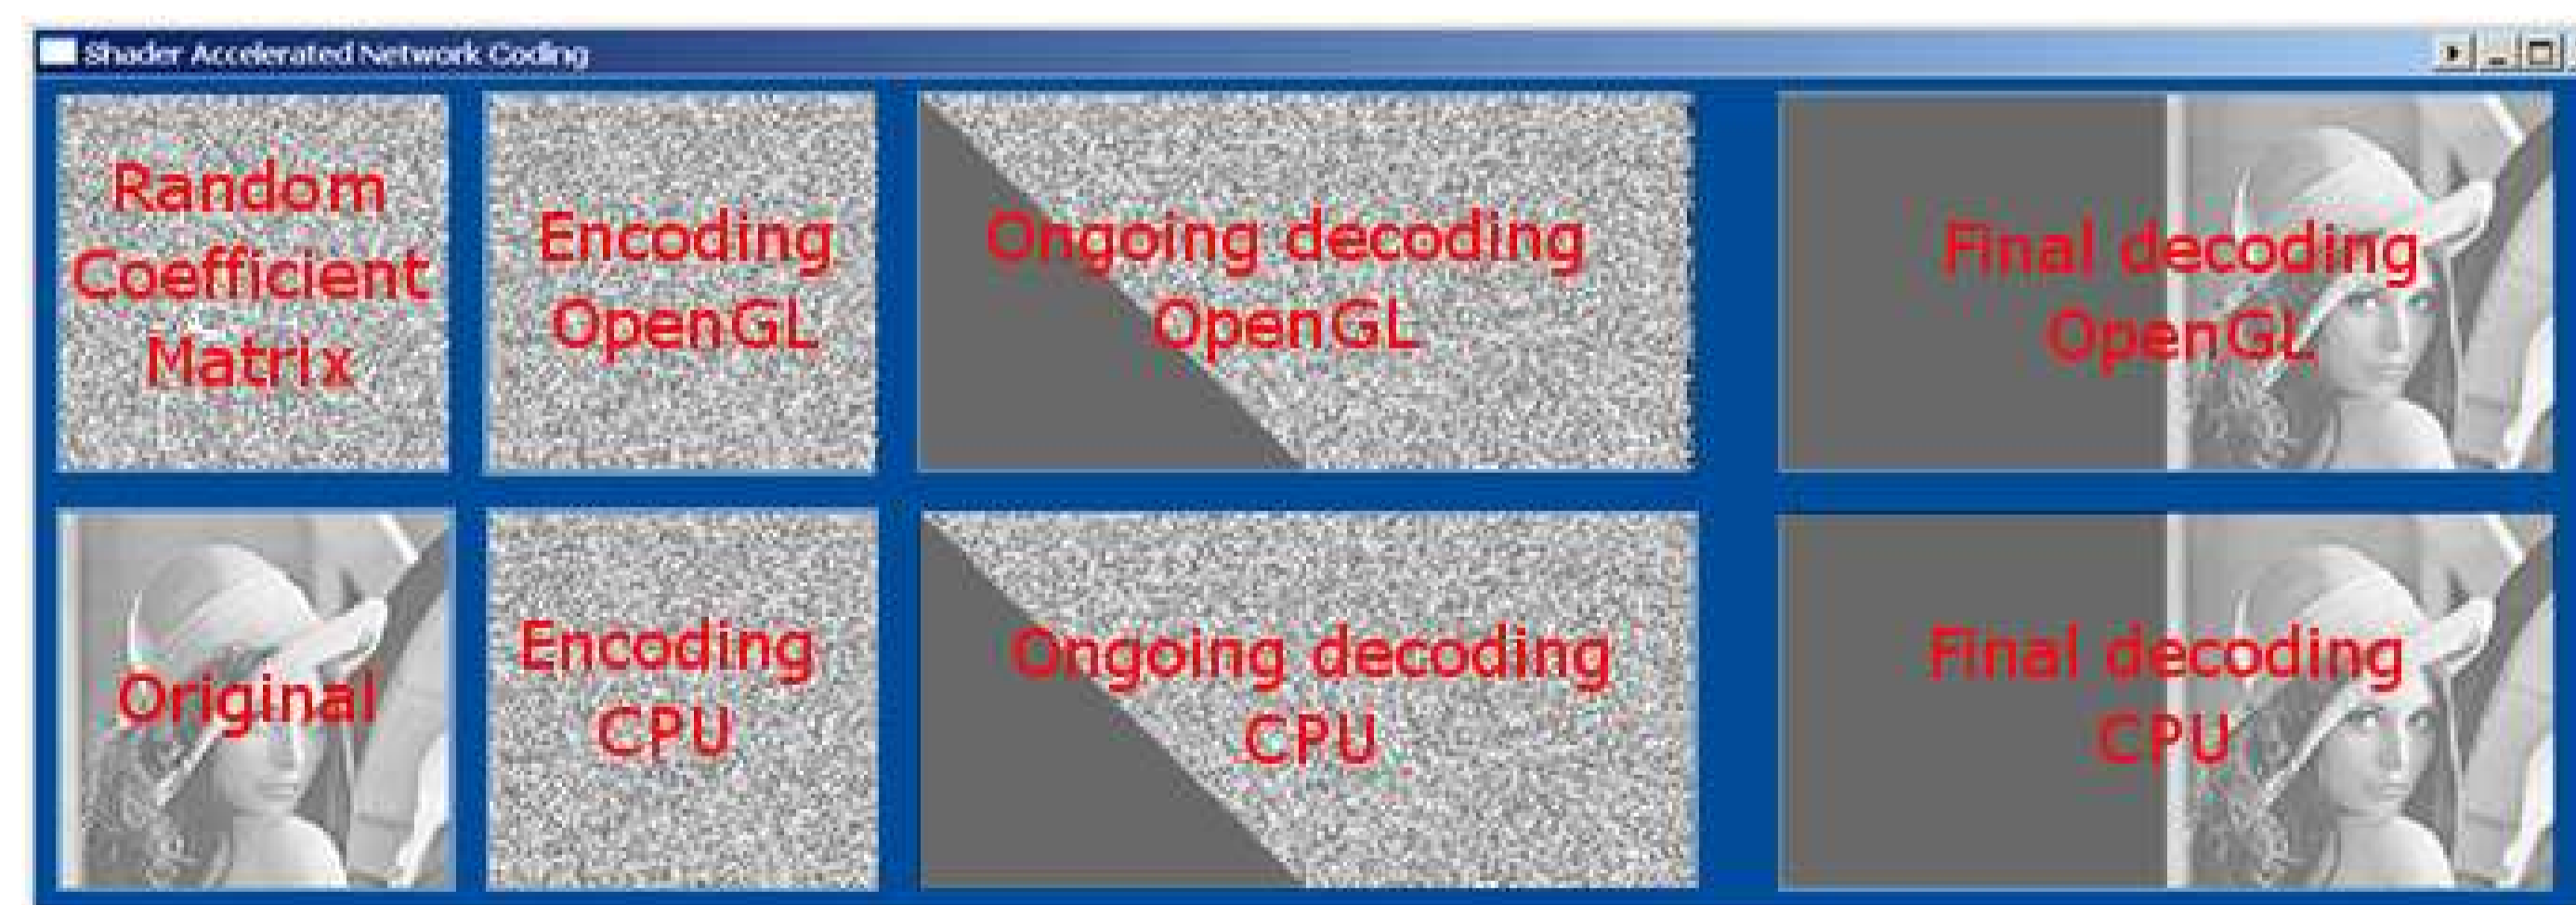 Shader Accelerated Network Coding
Random
Coefficient
Matrix
Encoding
OpenGL
Ongoing decoding
OpenGL
Final decoding
OpenGL
Original
Encoding
CPU
Ongoing decoding
CPU
Final decoding
CPU